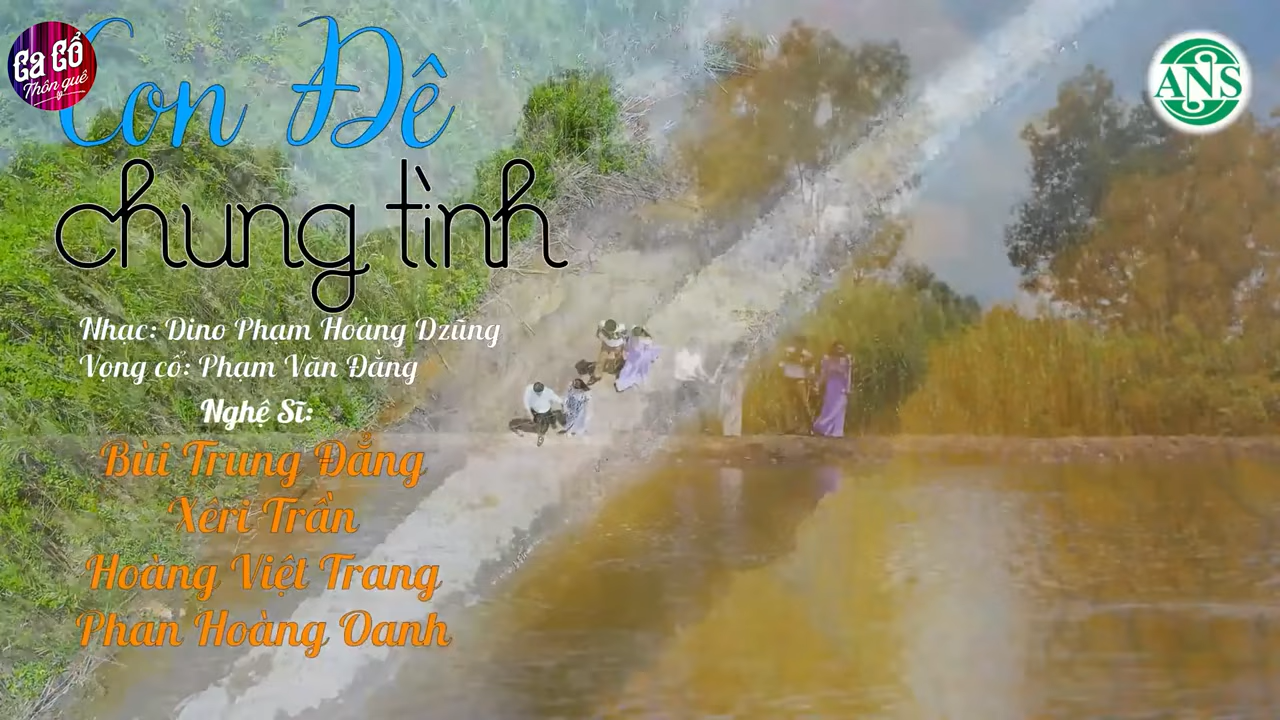 Ca Cổ
Thôn quê
Con Đê
chung tình
Nhạc: Dino Phạm Hoàng Dzũng
Vọng cổ: Phạm Văn Đằng
Nghệ Sĩ:
Bùi Trung Đẳng
Xêri Trần
Hoàng Việt Trang
Phan Hoàng Oanh
ANS